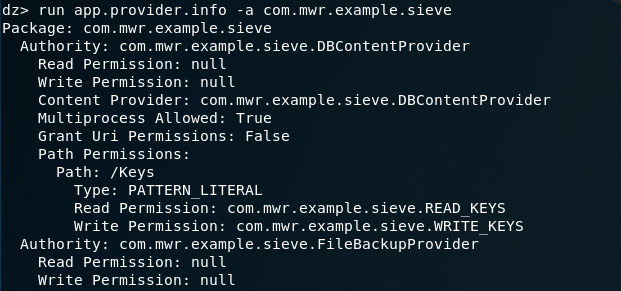 dz> run app.provider.info -a com.mwr.example.sieve
Package: com.mwr.example.sieve
Authority: com.mwr.example.sieve.DBContentProvider
Read Permission: null
Write Permission: null
Content Provider: com.mwr.example.sieve.DBContentProvider
Multiprocess Allowed: True
Grant Uri Permissions: False
Path Permissions:
Path: /Keys
Type: PATTERN_LITERAL
Read Permission: com.mwr.example.sieve.READ_KEYS
Write Permission: com.mwr.example.sieve.WRITE_KEYS
Authority: com.mwr.example.sieve.FileBackupProvider
Read Permission: null
Write Permission: null